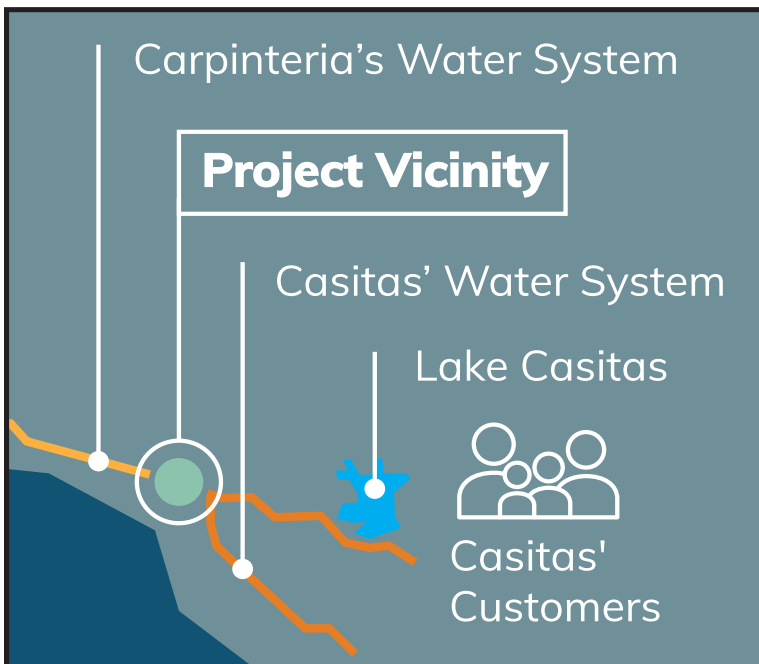 Carpinteria’s Water System
Project Vicinity
Casitas’ Water System
Lake Casitas
Casitas'
Customers